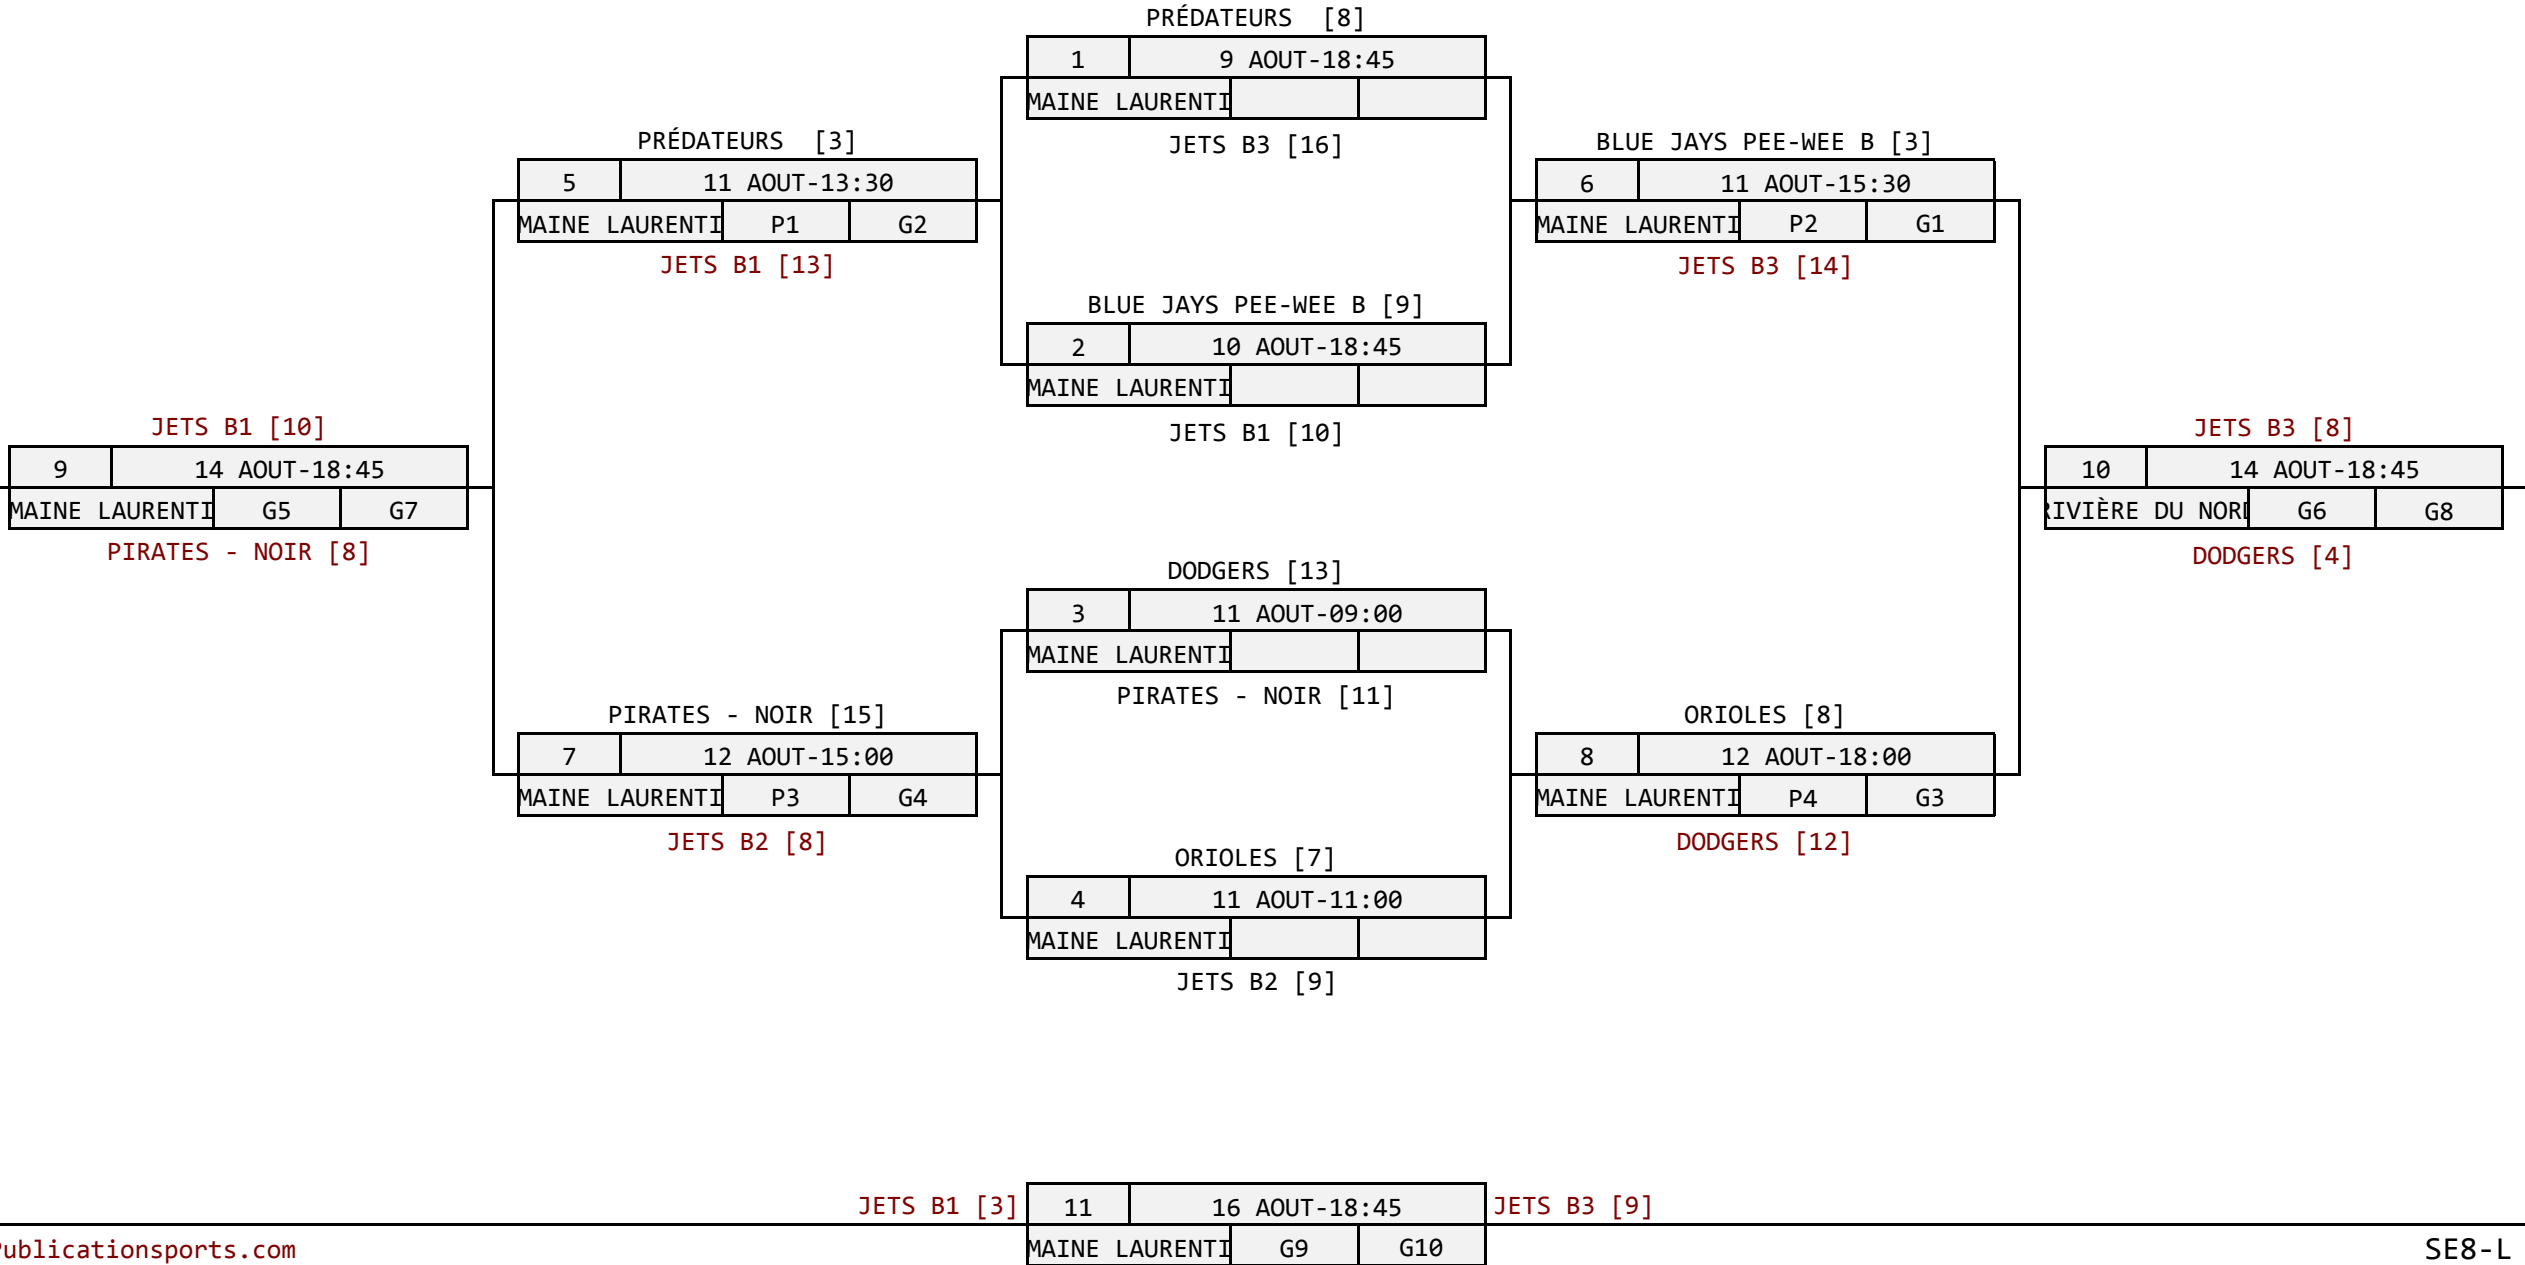 PRÉDATEURS [8]
1 9 AOUT-18:45
MAINE LAURENTI
JETS B3 [16]
PRÉDATEURS [3]
5 11 AOUT-13:30
MAINE LAURENTI P1 G2
JETS B1 [13]
BLUE JAYS PEE-WEE B [3]
6 11 AOUT-15:30
MAINE LAURENTI P2 G1
JETS B3 [14]
BLUE JAYS PEE-WEE B [9]
2 10 AOUT-18:45
MAINE LAURENTI
JETS B1 [10]
JETS B1 [10]
9 14 AOUT-18:45
MAINE LAURENTI G5 G7
PIRATES - NOIR [8]
JETS B3 [8]
10 14 AOUT-18:45
RIVIÈRE DU NORD G6 G8
DODGERS [4]
DODGERS [13]
3 11 AOUT-09:00
MAINE LAURENTI
PIRATES - NOIR [11]
PIRATES - NOIR [15]
7 12 AOUT-15:00
MAINE LAURENTI P3 G4
JETS B2 [8]
ORIOLES [8]
8 12 AOUT-18:00
MAINE LAURENTI P4 G3
DODGERS [12]
ORIOLES [7]
4 11 AOUT-11:00
MAINE LAURENTI
JETS B2 [9]
JETS B1 [3] 11 16 AOUT-18:45 JETS B3 [9]
MAINE LAURENTI G9 G10
Publicationsports.com
SE8-L